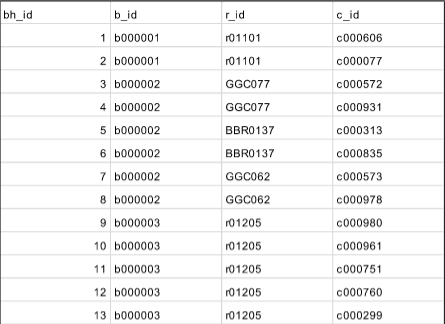 bh_id b_id r_id c_id
1 b000001 r01101 c000606
2 b000001 r01101 c000077
3 b000002 GGC077 c000572
4 b000002 GGC077 c000931
5 b000002 BBR0137 c000313
6 b000002 BBR0137 c000835
7 b000002 GGC062 c000573
8 b000002 GGC062 c000978
9 b000003 r01205 c000980
10 b000003 r01205 c000961
11 b000003 r01205 c000751
12 b000003 r01205 c000760
13 b000003 r01205 c000299